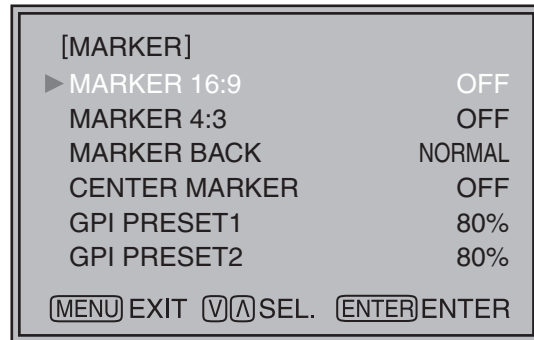 [MARKER]
MARKER 16:9 OFF
MARKER 4:3 OFF
MARKER BACK NORMAL
CENTER MARKER OFF
GPI PRESET1 80%
GPI PRESET2 80%
MENU EXIT V Λ SEL. ENTER ENTER